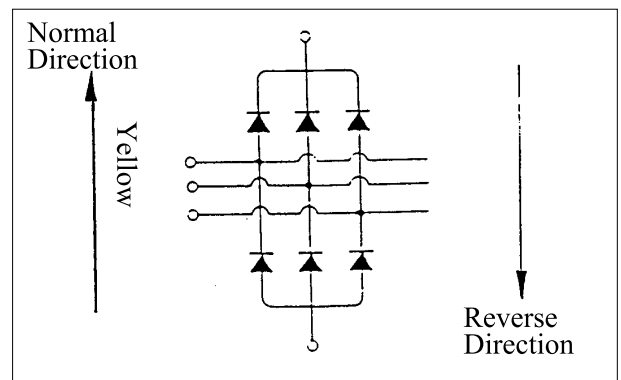 Normal
Direction
Yellow
Reverse
Direction